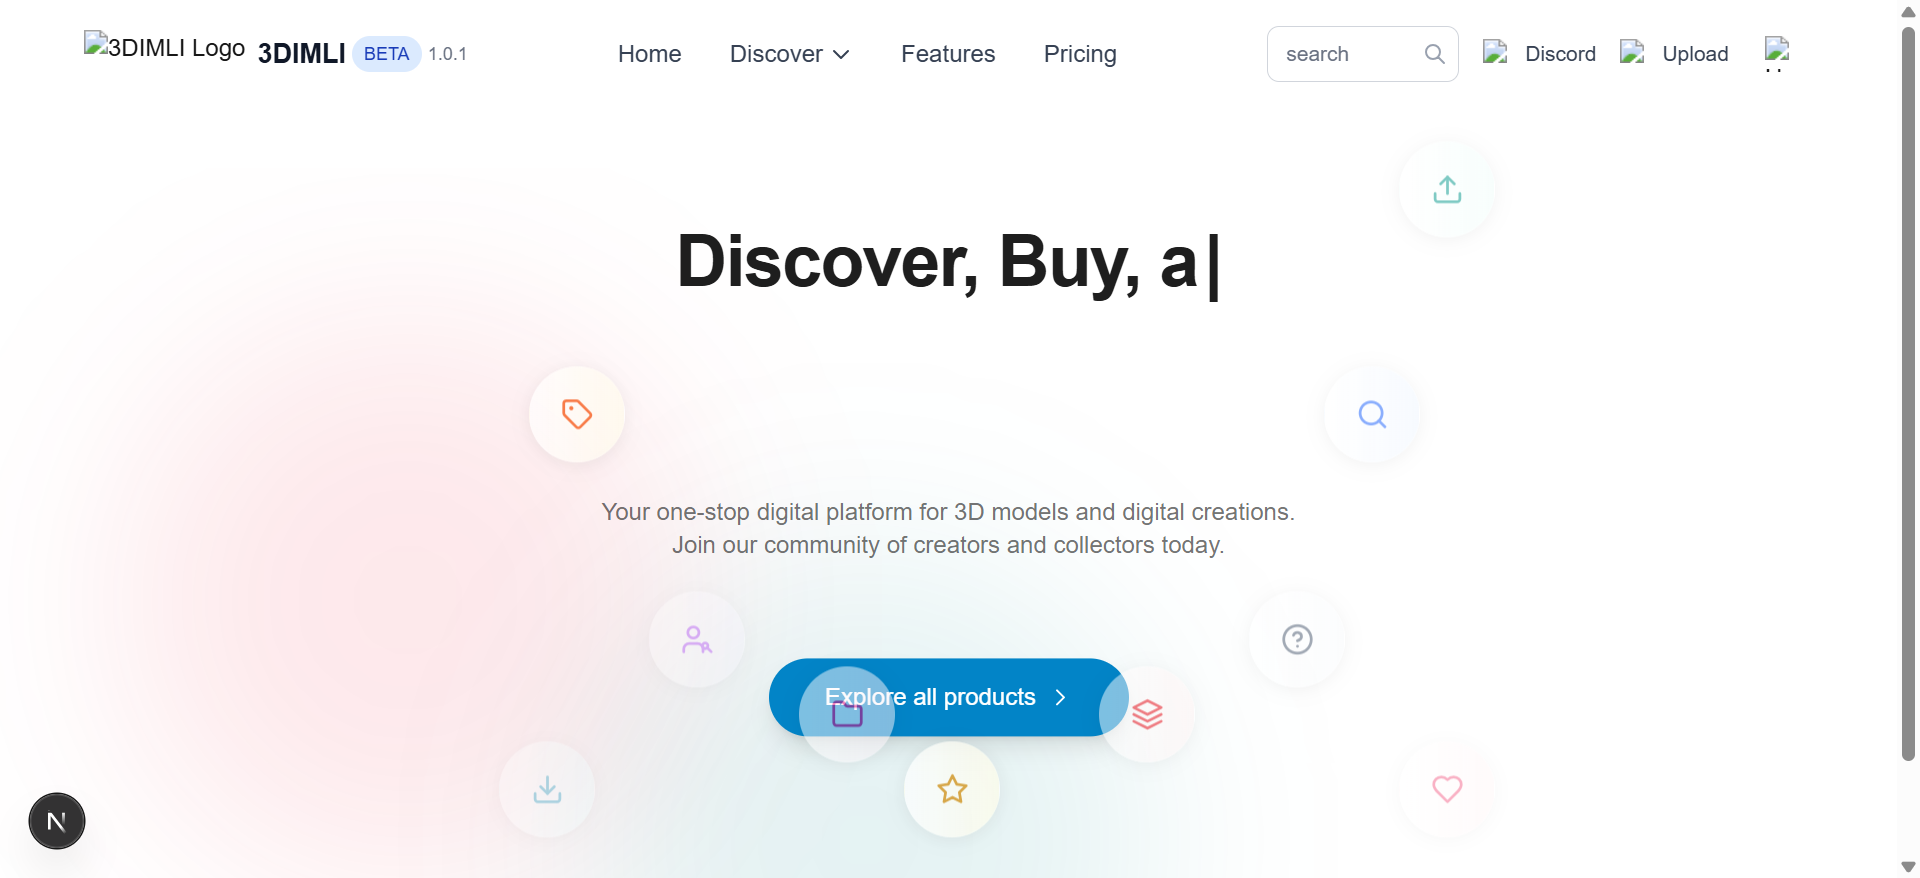 3DIMLI Logo 3DIMLI BETA 1.0.1 Home Discover Features Pricing search Discord Upload
Discover, Buy, a|
Your one-stop digital platform for 3D models and digital creations.
Join our community of creators and collectors today.
Explore all products
N